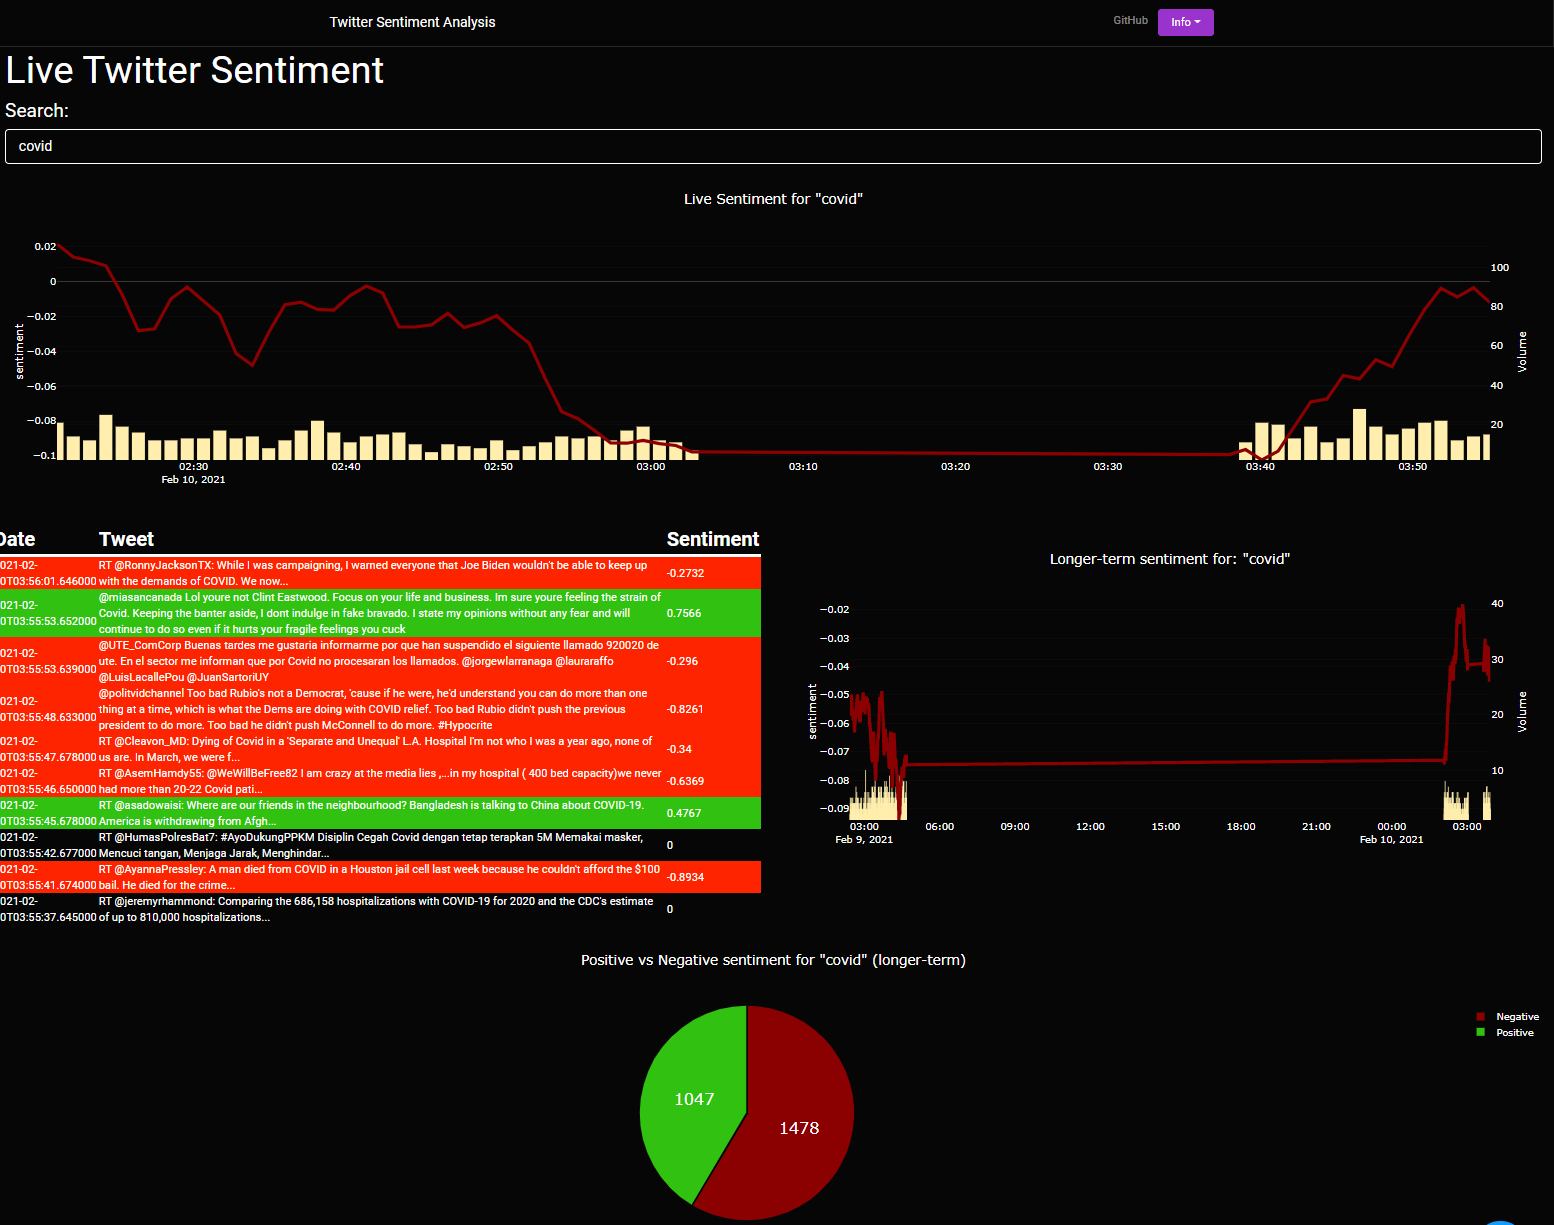 Twitter Sentiment Analysis
GitHub
Info
Live Twitter Sentiment
Search:
covid
Live Sentiment for "covid"
0.02
0
−0.02
−0.04
−0.06
−0.08
−0.1
sentiment
100
80
60
40
20
Volume
02:30
02:40
02:50
03:00
03:10
03:20
03:30
03:40
03:50
Feb 10, 2021
Date Tweet Sentiment
021-02-
0T03:56:01.646000
RT @RonnyJacksonTX: While I was campaigning, I warned everyone that Joe Biden wouldn't be able to keep up
with the demands of COVID. We now...
-0.2732
021-02-
0T03:55:53.652000
@miasancanada Lol youre not Clint Eastwood. Focus on your life and business. Im sure youre feeling the strain of
Covid. Keeping the banter aside, I dont indulge in fake bravado. I state my opinions without any fear and will
continue to do so even if it hurts your fragile feelings you cuck
0.7566
021-02-
0T03:55:53.639000
@UTE_ComCorp Buenas tardes me gustaria informarme por que han suspendido el siguiente llamado 920020 de
ute. En el sector me informan que por Covid no procesaran los llamados. @jorgewlarranaga @lauraraffo
@LuisLacallePou @JuanSartoriUY
-0.296
021-02-
0T03:55:48.633000
@politvidchannel Too bad Rubio's not a Democrat, 'cause if he were, he'd understand you can do more than one
thing at a time, which is what the Dems are doing with COVID relief. Too bad Rubio didn't push the previous
president to do more. Too bad he didn't push McConnell to do more. #Hypocrite
-0.8261
021-02-
0T03:55:47.678000
RT @Cleavon_MD: Dying of Covid in a 'Separate and Unequal' L.A. Hospital I'm not who I was a year ago, none of
us are. In March, we were f...
-0.34
021-02-
0T03:55:46.650000
RT @AsemHamdy55: @WeWillBeFree82 I am crazy at the media lies ,...in my hospital ( 400 bed capacity)we never
had more than 20-22 Covid pati...
-0.6369
021-02-
0T03:55:45.678000
RT @asadowaisi: Where are our friends in the neighbourhood? Bangladesh is talking to China about COVID-19.
America is withdrawing from Afgh...
0.4767
021-02-
0T03:55:42.677000
RT @HumasPolresBat7: #AyoDukungPPKM Disiplin Cegah Covid dengan tetap terapkan 5M Memakai masker,
Mencuci tangan, Menjaga Jarak, Menghindar...
0
021-02-
0T03:55:41.674000
RT @AyannaPressley: A man died from COVID in a Houston jail cell last week because he couldn't afford the $100
bail. He died for the crime...
-0.8934
021-02-
0T03:55:37.645000
RT @jeremyrhammond: Comparing the 686,158 hospitalizations with COVID-19 for 2020 and the CDC's estimate
of up to 810,000 hospitalizations...
0
Longer-term sentiment for: "covid"
−0.02
−0.03
−0.04
−0.05
−0.06
−0.07
−0.08
−0.09
sentiment
40
30
20
10
Volume
03:00
06:00
09:00
12:00
15:00
18:00
21:00
00:00
03:00
Feb 9, 2021
Feb 10, 2021
Positive vs Negative sentiment for "covid" (longer-term)
Negative
Positive
1047
1478